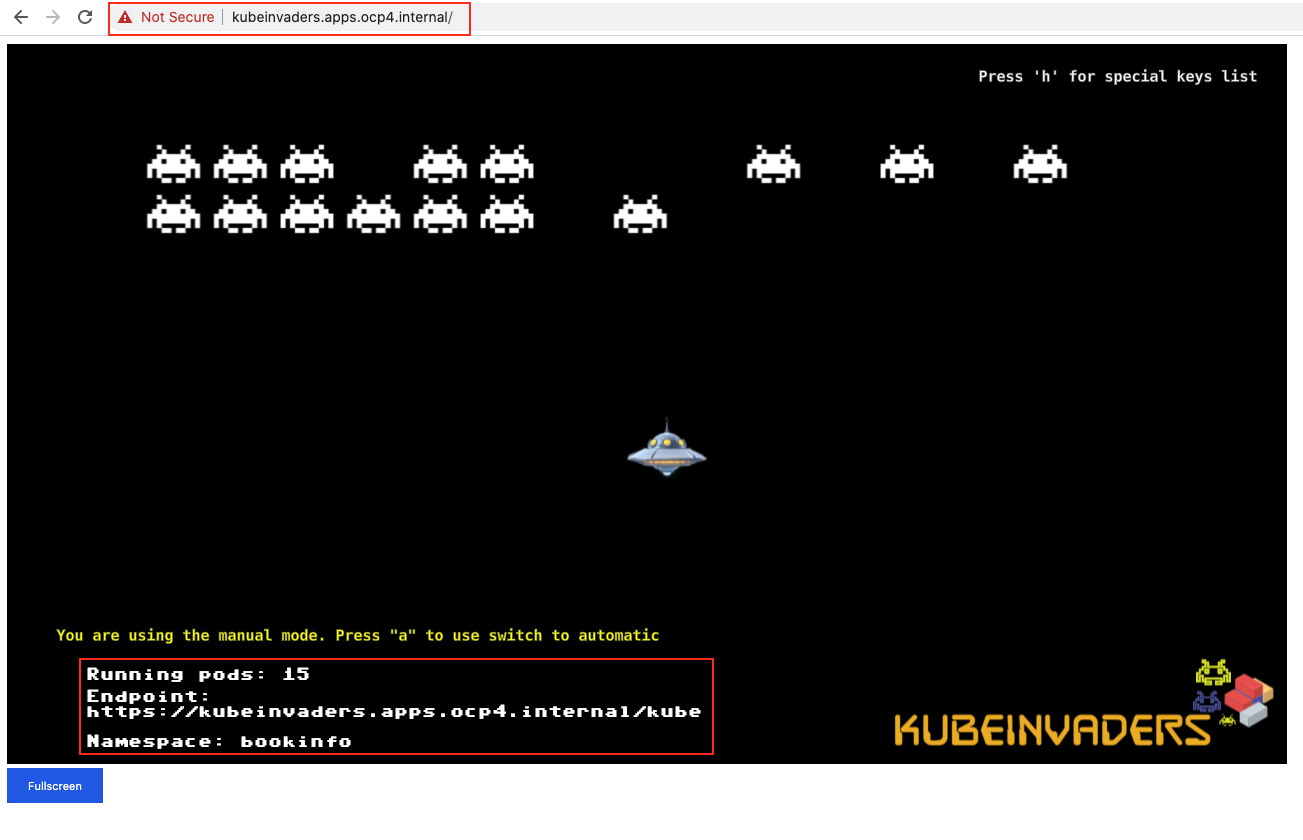 Not Secure kubeinvaders.apps.ocp4.internal/
Press 'h' for special keys list
You are using the manual mode. Press "a" to use switch to automatic
Running pods: 15
Endpoint:
https://kubeinvaders.apps.ocp4.internal/kube
Namespace: bookinfo
KUBEINVADERS
Fullscreen